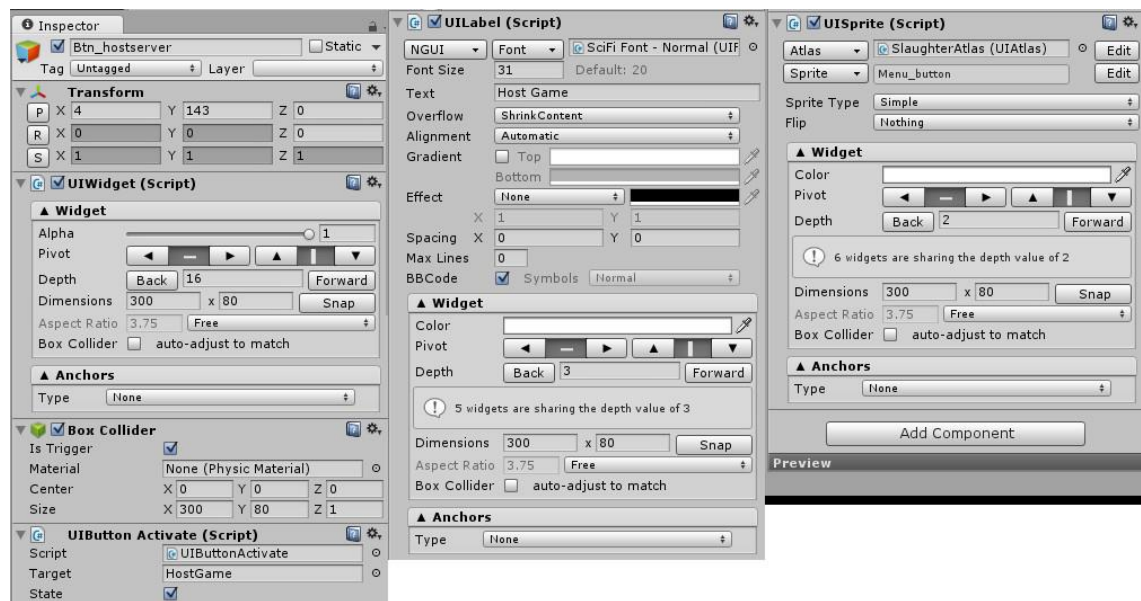 Inspector
Btn_hostserver Static
Tag Untagged Layer
Transform
P X 4 Y 143 Z 0
R X 0 Y 0 Z 0
S X 1 Y 1 Z 1
UIWidget (Script)
▲ Widget
Alpha 1
Pivot
Depth Back 16 Forward
Dimensions 300 x 80 Snap
Aspect Ratio 3.75 Free
Box Collider auto-adjust to match
▲ Anchors
Type None
Box Collider
Is Trigger
Material None (Physic Material)
Center X 0 Y 0 Z 0
Size X 300 Y 80 Z 1
UIButton Activate (Script)
Script UIButtonActivate
Target HostGame
State
UILabel (Script)
NGUI Font SciFi Font - Normal (UIF
Font Size 31 Default: 20
Text Host Game
Overflow ShrinkContent
Alignment Automatic
Gradient Top
Bottom
Effect None
X 1 Y 1
Spacing X 0 Y 0
Max Lines 0
BBCode Symbols Normal
▲ Widget
Color
Pivot
Depth Back 3 Forward
5 widgets are sharing the depth value of 3
Dimensions 300 x 80 Snap
Aspect Ratio 3.75 Free
Box Collider auto-adjust to match
▲ Anchors
Type None
UISprite (Script)
Atlas SlaughterAtlas (UIAtlas) Edit
Sprite Menu_button Edit
Sprite Type Simple
Flip Nothing
▲ Widget
Color
Pivot
Depth Back 2 Forward
6 widgets are sharing the depth value of 2
Dimensions 300 x 80 Snap
Aspect Ratio 3.75 Free
Box Collider auto-adjust to match
▲ Anchors
Type None
Add Component
Preview